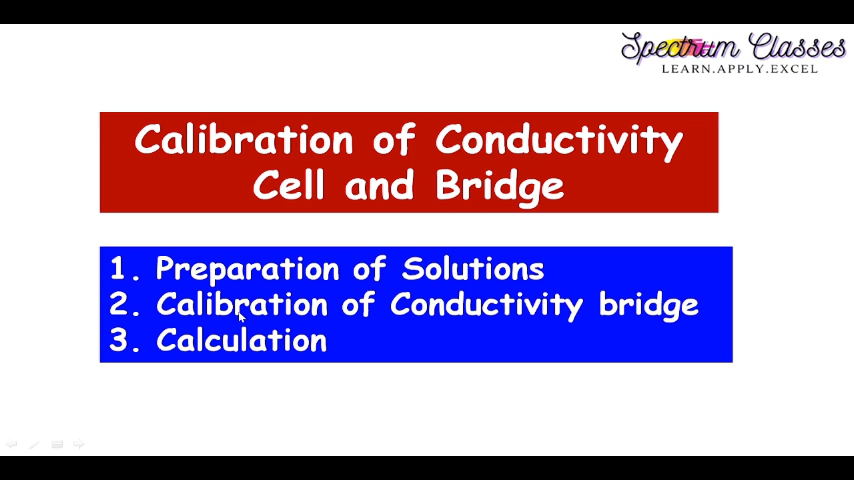 Spectrum Classes
LEARN.APPLY.EXCEL
Calibration of Conductivity
Cell and Bridge
1. Preparation of Solutions
2. Calibration of Conductivity bridge
3. Calculation